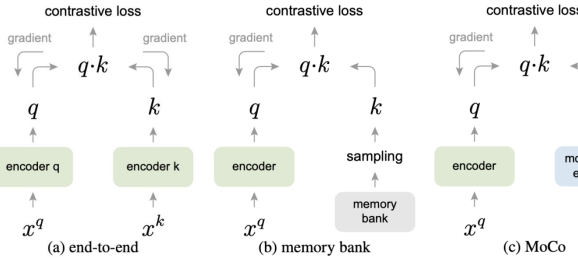 contrastive loss
gradient
gradient
q·k
q
k
encoder q
encoder k
x^q
x^k
(a) end-to-end
contrastive loss
gradient
q·k
q
k
encoder
sampling
memory
bank
x^q
(b) memory bank
contrastive los
gradient
q·k
q
encoder
x^q
(c) MoCo